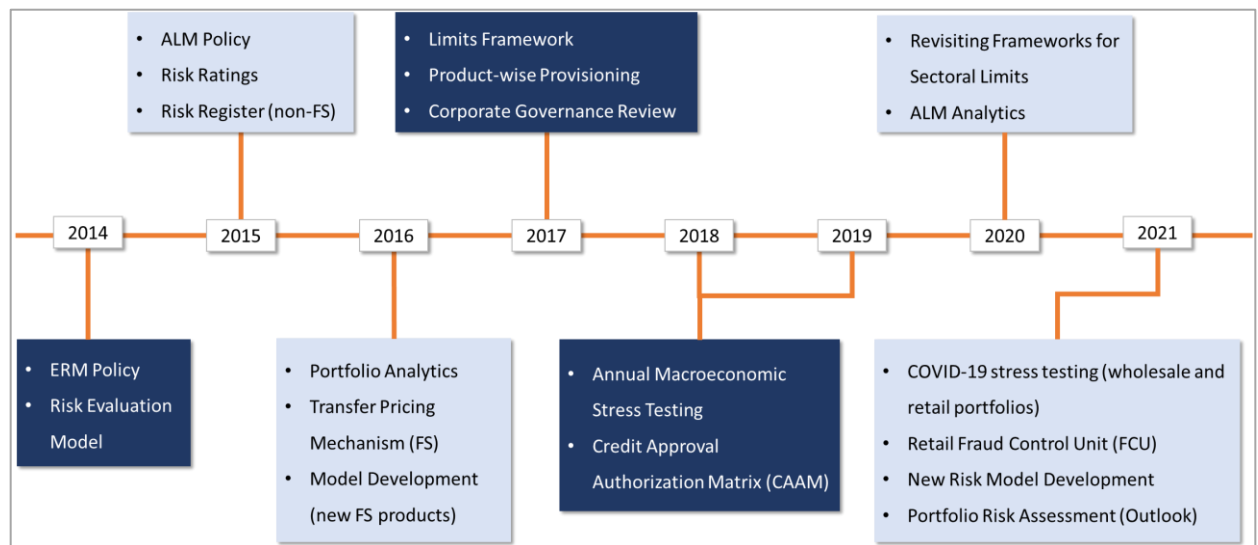 • ALM Policy
• Risk Ratings
• Risk Register (non-FS)
• Limits Framework
• Product-wise Provisioning
• Corporate Governance Review
• Revisiting Frameworks for
Sectoral Limits
• ALM Analytics
2014
2015
2016
2017
2018
2019
2020
2021
• ERM Policy
• Risk Evaluation
Model
• Portfolio Analytics
• Transfer Pricing
Mechanism (FS)
• Model Development
(new FS products)
• Annual Macroeconomic
Stress Testing
• Credit Approval
Authorization Matrix (CAAM)
• COVID-19 stress testing (wholesale and
retail portfolios)
• Retail Fraud Control Unit (FCU)
• New Risk Model Development
• Portfolio Risk Assessment (Outlook)